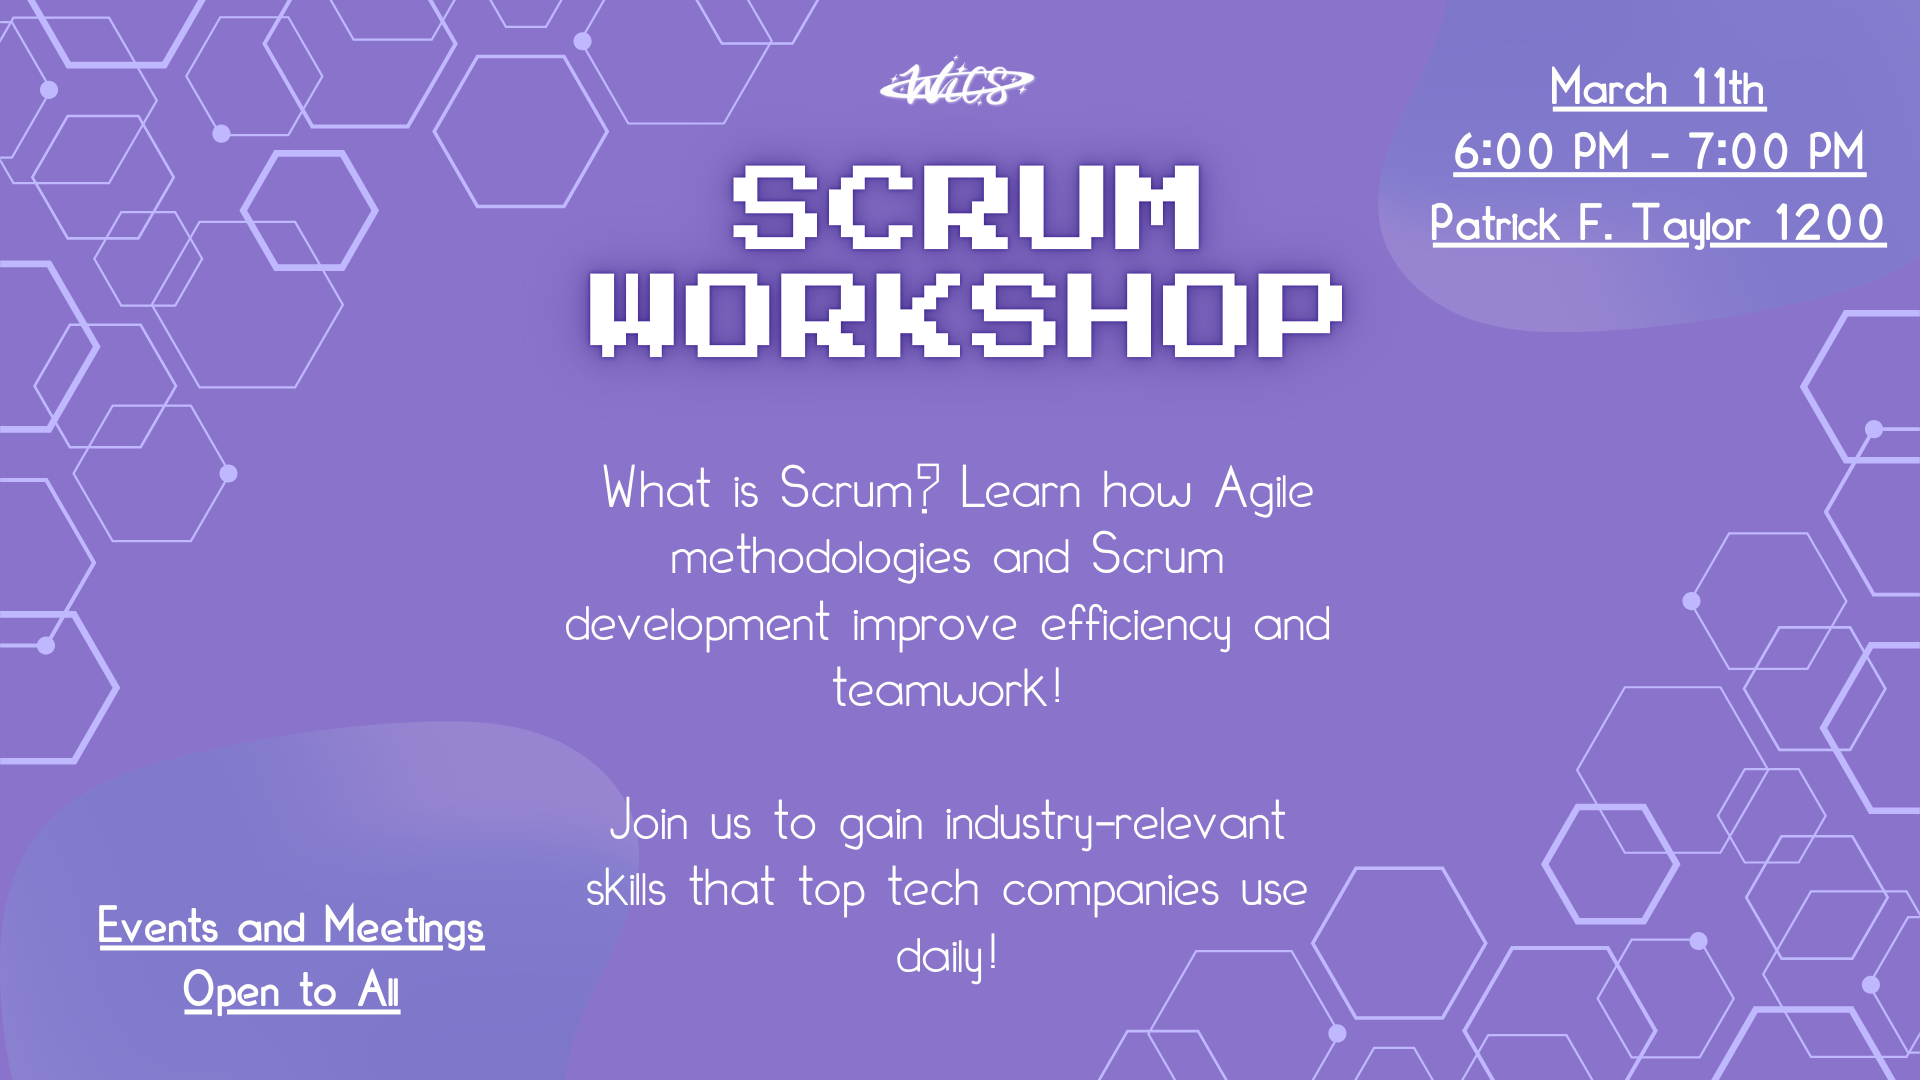 WiCS
SCRUM
WORKSHOP
March 11th
6:00 PM - 7:00 PM
Patrick F. Taylor 1200
What is Scrum? Learn how Agile
methodologies and Scrum
development improve efficiency and
teamwork!
Join us to gain industry-relevant
skills that top tech companies use
daily!
Events and Meetings
Open to All